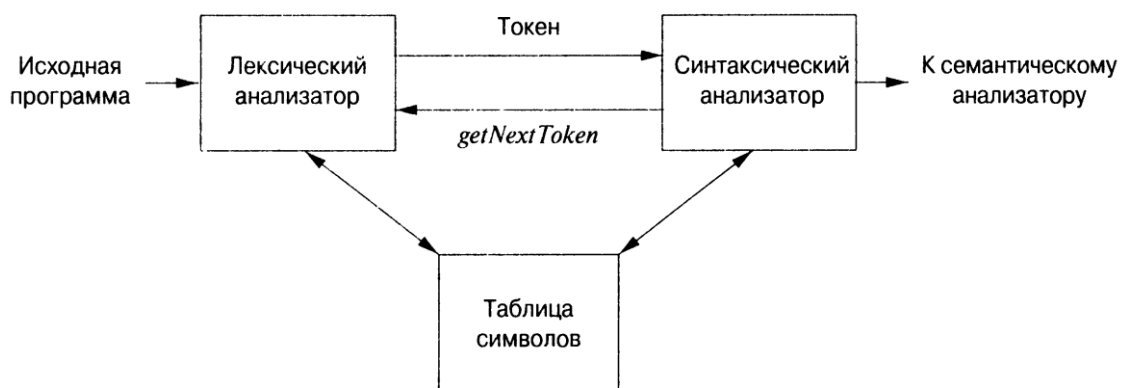 Токен
Исходная
программа
Лексический
анализатор
Синтаксический
анализатор
К семантическому
анализатору
getNextToken
Таблица
символов